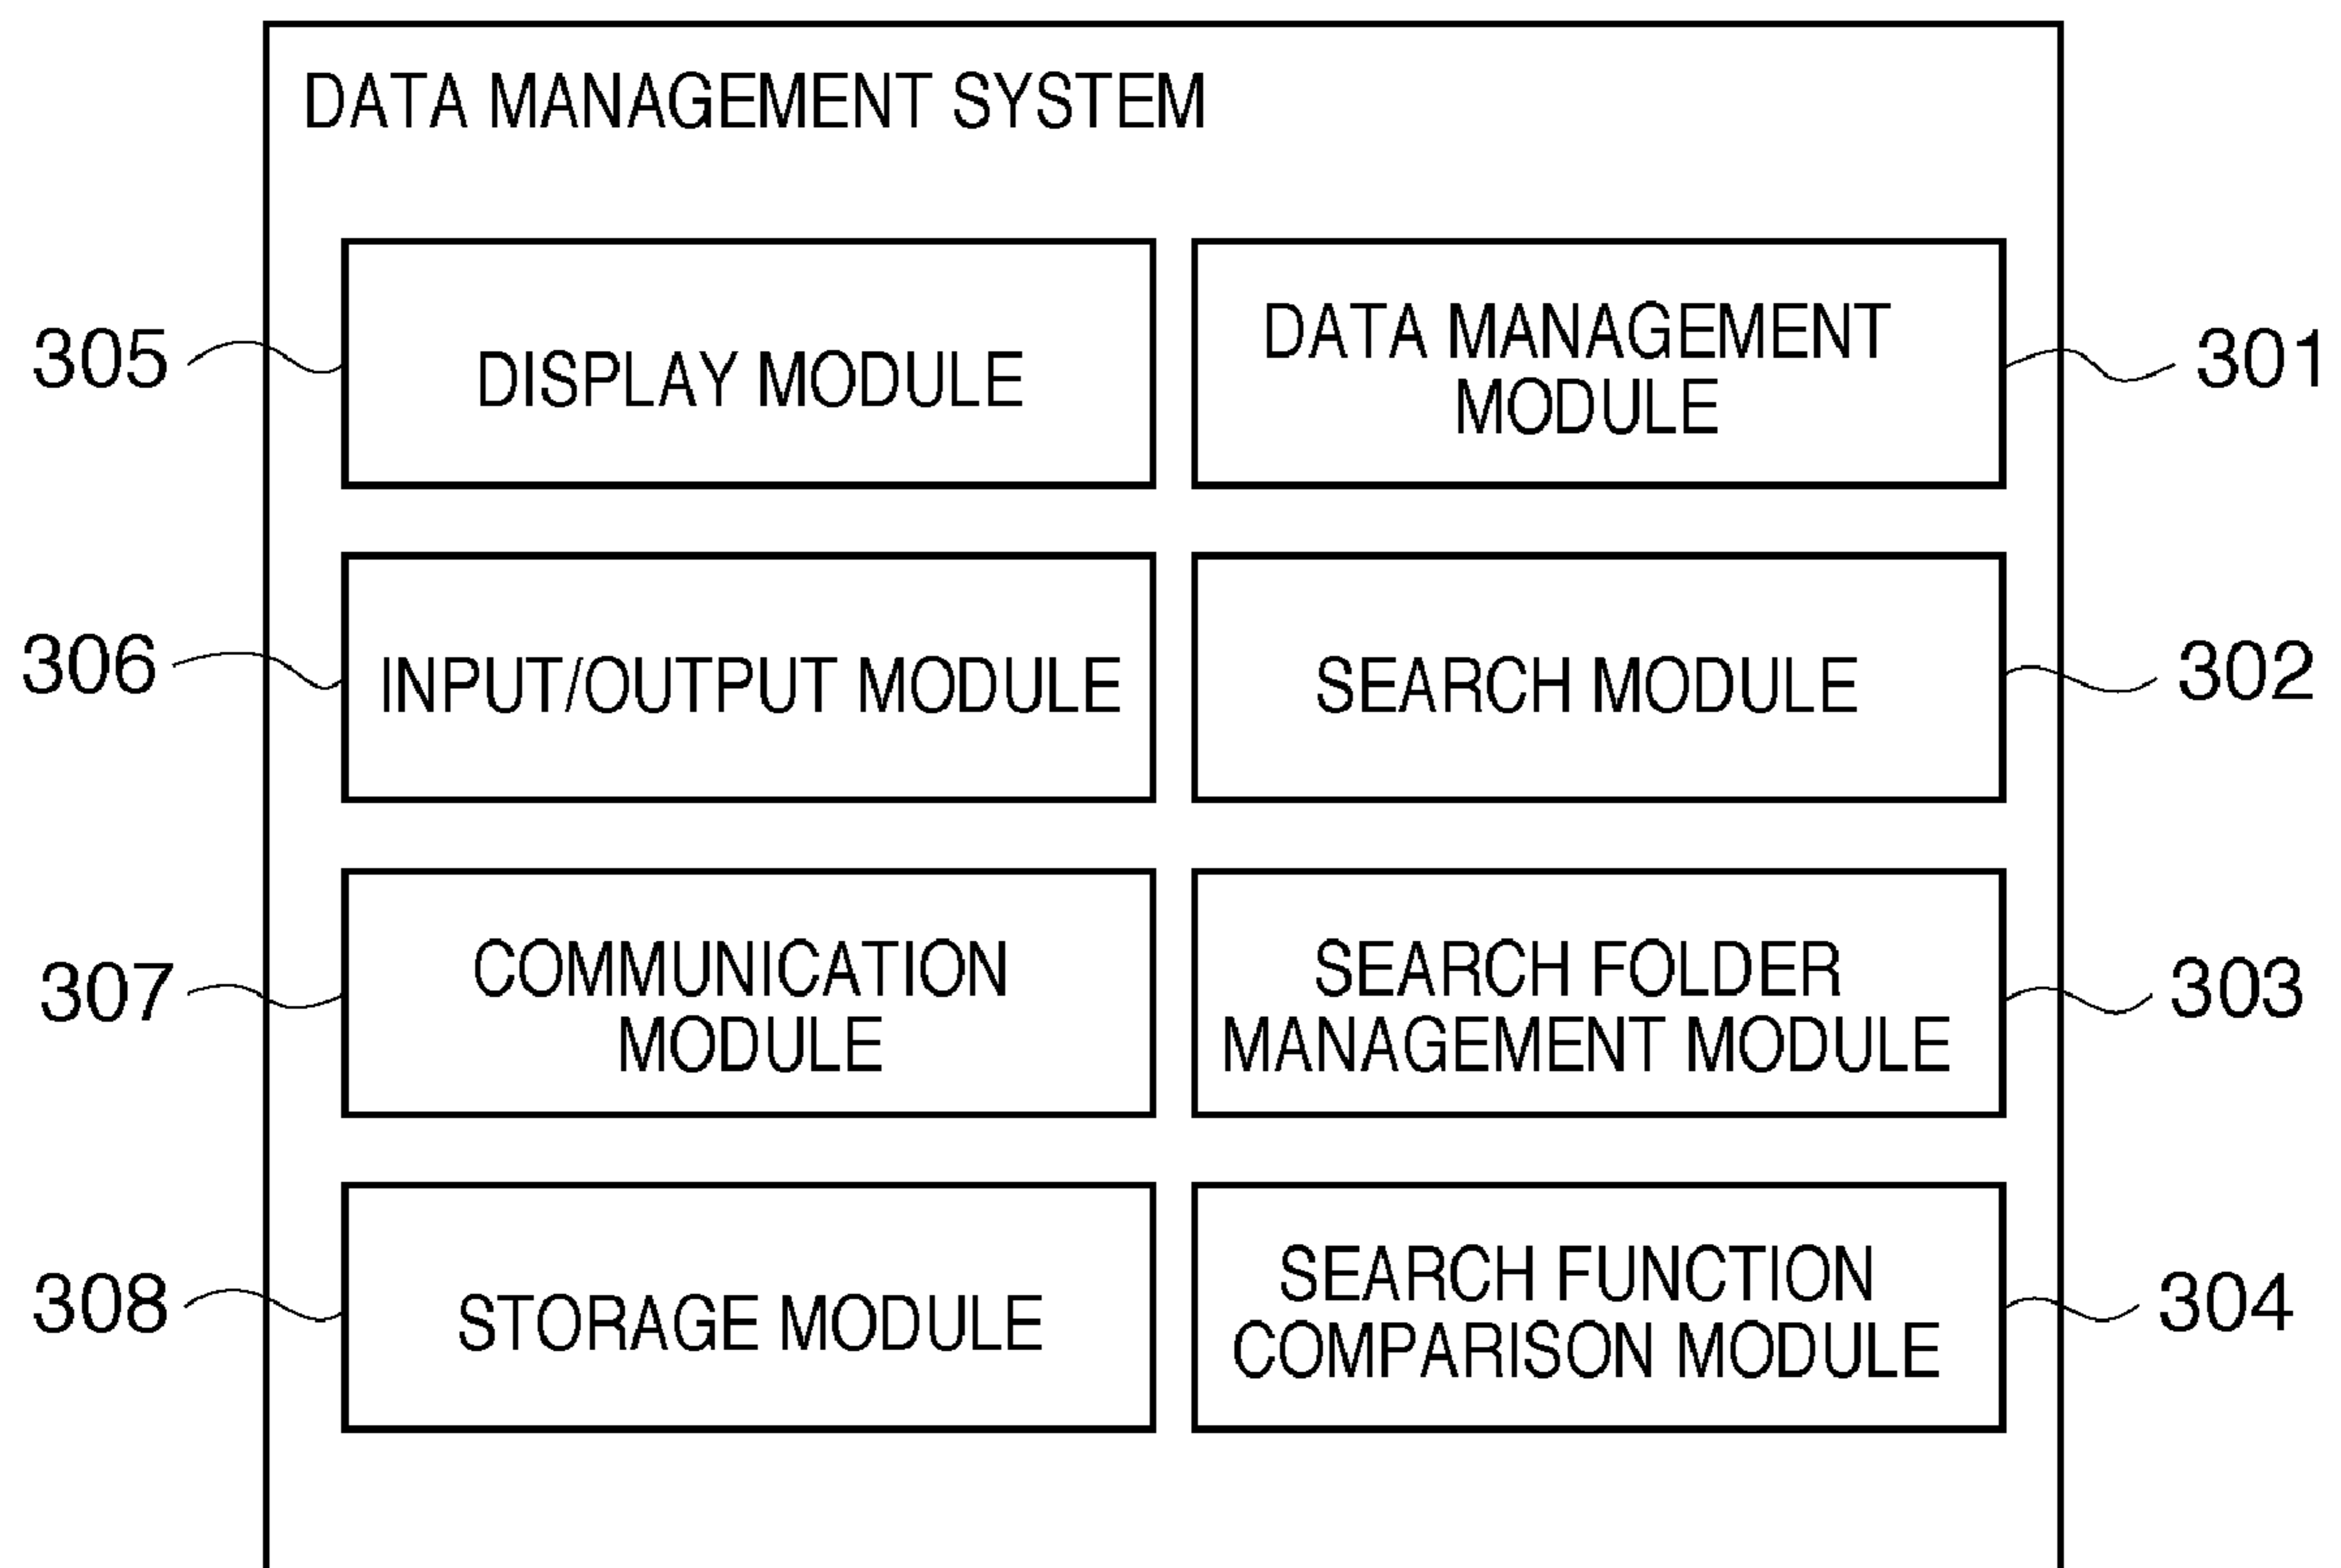 DATA MANAGEMENT SYSTEM
305
DISPLAY MODULE
DATA MANAGEMENT
MODULE
301
306
INPUT/OUTPUT MODULE
SEARCH MODULE
302
307
COMMUNICATION
MODULE
SEARCH FOLDER
MANAGEMENT MODULE
303
308
STORAGE MODULE
SEARCH FUNCTION
COMPARISON MODULE
304